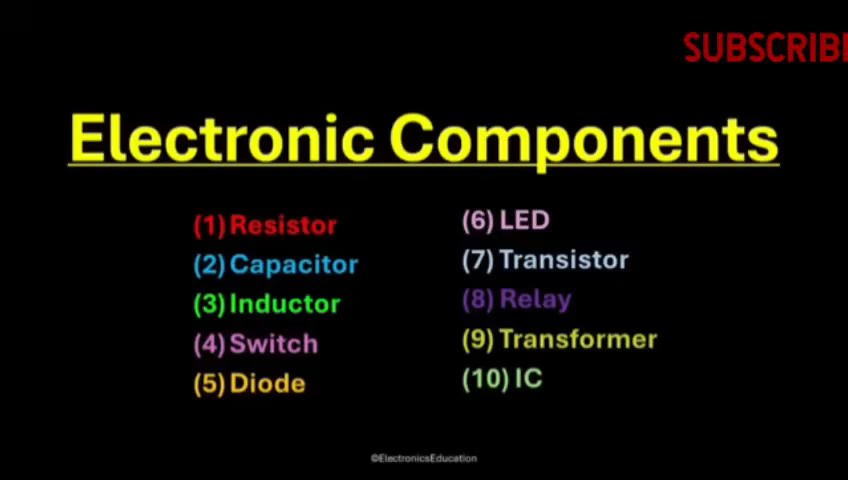 SUBSCRIBE
Electronic Components
(1) Resistor
(2) Capacitor
(3) Inductor
(4) Switch
(5) Diode
(6) LED
(7) Transistor
(8) Relay
(9) Transformer
(10) IC
©ElectronicsEducation